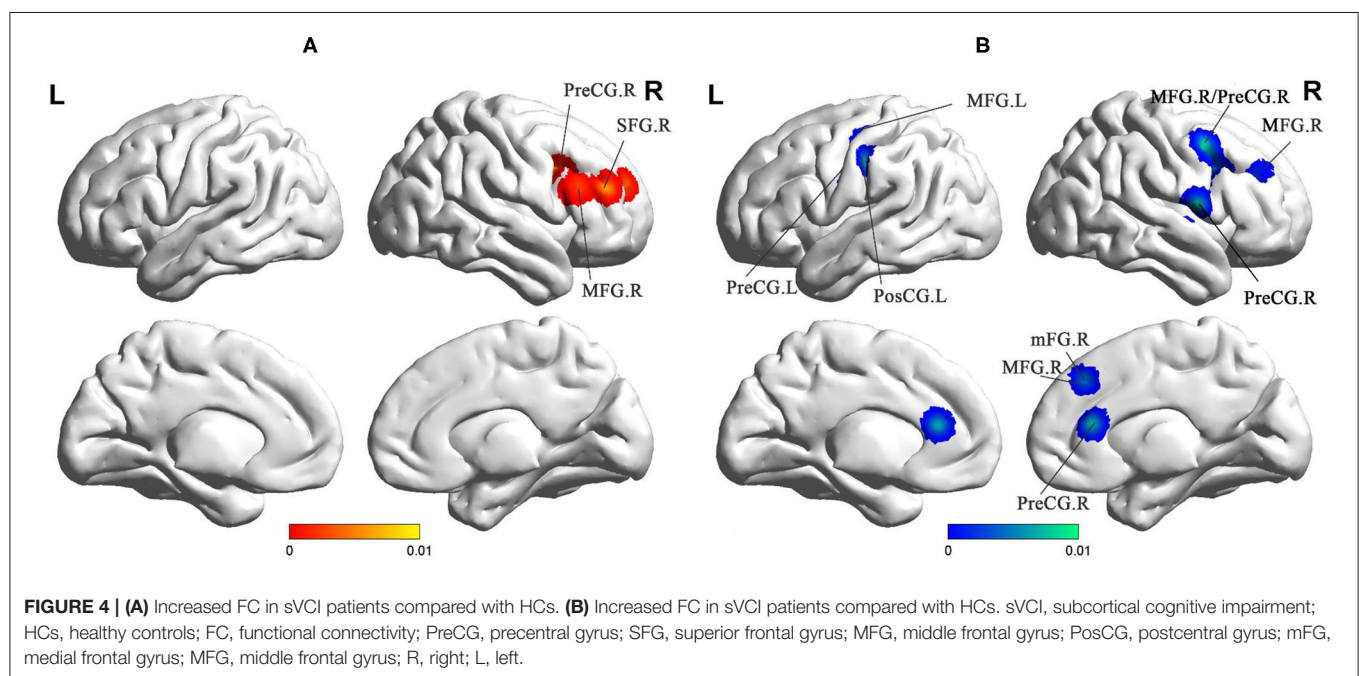 A
B
L
PreCG.R
R
SFG.R
MFG.R
L
MFG.L
PreCG.L
PosCG.L
MFG.R/PreCG.R
R
MFG.R
PreCG.R
mFG.R
MFG.R
PreCG.R
0
0.01
0
0.01
FIGURE 4 | (A) Increased FC in sVCI patients compared with HCs. (B) Increased FC in sVCI patients compared with HCs. sVCI, subcortical cognitive impairment;
HCs, healthy controls; FC, functional connectivity; PreCG, precentral gyrus; SFG, superior frontal gyrus; MFG, middle frontal gyrus; PosCG, postcentral gyrus; mFG,
medial frontal gyrus; MFG, middle frontal gyrus; R, right; L, left.